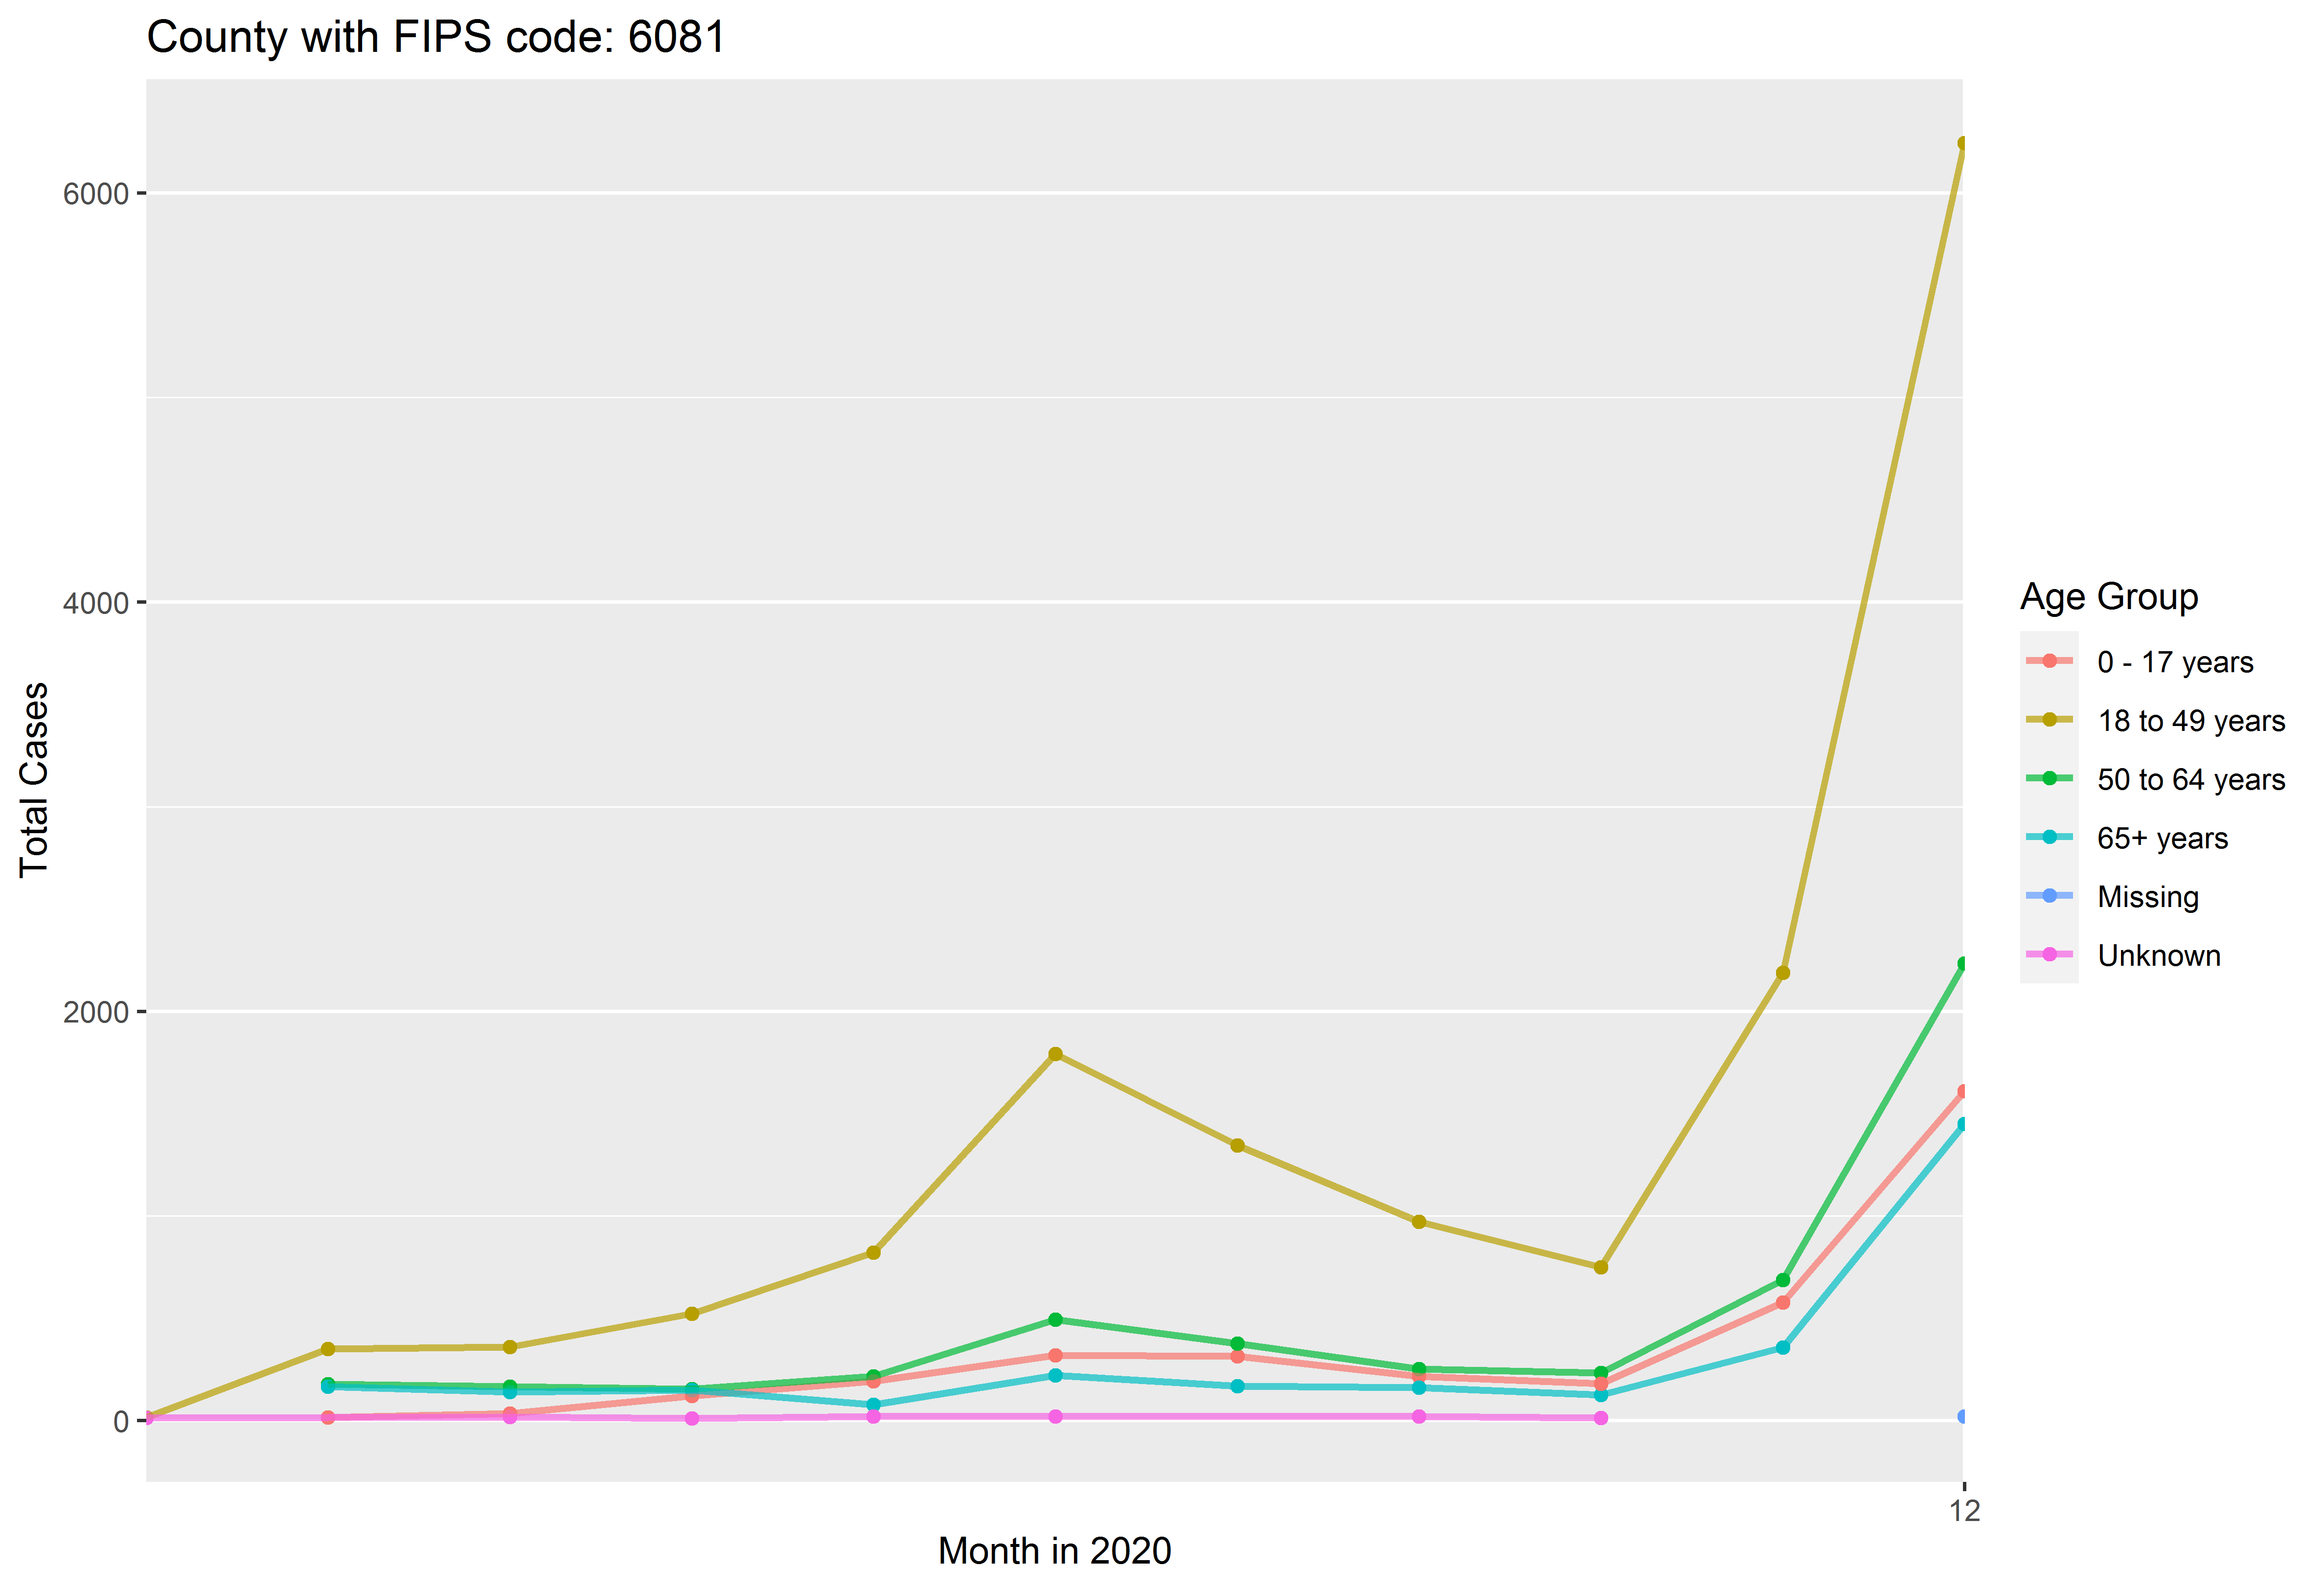 County with FIPS code: 6081
6000
4000
2000
0
Total Cases
12
Month in 2020
Age Group
0 - 17 years
18 to 49 years
50 to 64 years
65+ years
Missing
Unknown